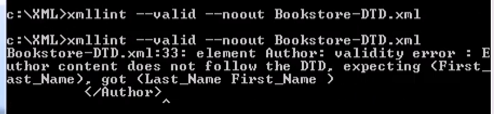 c:\XML>xmllint --valid --noout Bookstore-DTD.xml
c:\XML>xmllint --valid --noout Bookstore-DTD.xml
Bookstore-DTD.xml:33: element Author: validity error : E
uthor content does not follow the DTD, expecting (First_
ast_Name), got (Last_Name First_Name )
</Author>
^